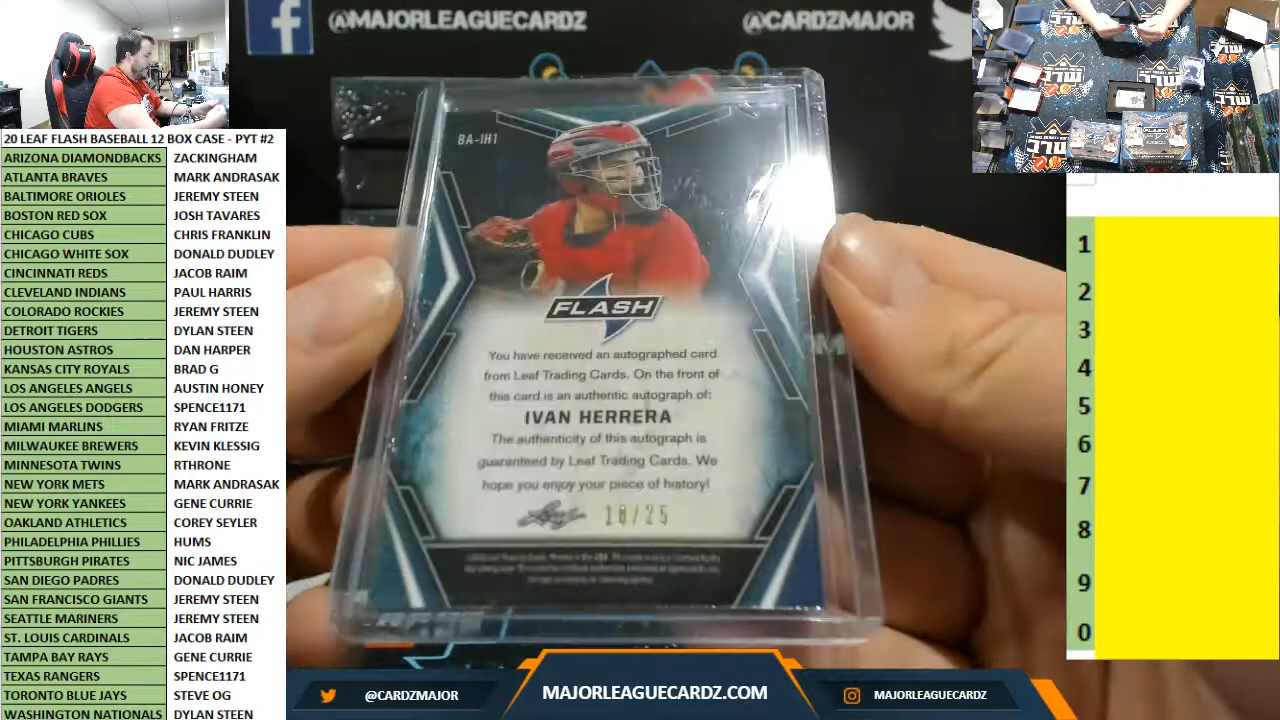 @MAJORLEAGUECARDZ
@CARDZMAJOR
20 LEAF FLASH BASEBALL 12 BOX CASE - PYT #2
ARIZONA DIAMONDBACKS ZACKINGHAM
ATLANTA BRAVES MARK ANDRASAK
BALTIMORE ORIOLES JEREMY STEEN
BOSTON RED SOX JOSH TAVARES
CHICAGO CUBS CHRIS FRANKLIN
CHICAGO WHITE SOX DONALD DUDLEY
CINCINNATI REDS JACOB RAIM
CLEVELAND INDIANS PAUL HARRIS
COLORADO ROCKIES JEREMY STEEN
DETROIT TIGERS DYLAN STEEN
HOUSTON ASTROS DAN HARPER
KANSAS CITY ROYALS BRAD G
LOS ANGELES ANGELS AUSTIN HONEY
LOS ANGELES DODGERS SPENCE1171
MIAMI MARLINS RYAN FRITZE
MILWAUKEE BREWERS KEVIN KLESSIG
MINNESOTA TWINS RTHRONE
NEW YORK METS MARK ANDRASAK
NEW YORK YANKEES GENE CURRIE
OAKLAND ATHLETICS COREY SEYLER
PHILADELPHIA PHILLIES HUMS
PITTSBURGH PIRATES NIC JAMES
SAN DIEGO PADRES DONALD DUDLEY
SAN FRANCISCO GIANTS JEREMY STEEN
SEATTLE MARINERS JEREMY STEEN
ST. LOUIS CARDINALS JACOB RAIM
TAMPA BAY RAYS GENE CURRIE
TEXAS RANGERS SPENCE1171
TORONTO BLUE JAYS STEVE OG
WASHINGTON NATIONALS DYLAN STEEN
BA-IH1
FLASH
You have received an autographed card
from Leaf Trading Cards. On the front of
this card is an authentic autograph of:
IVAN HERRERA
The authenticity of this autograph is
guaranteed by Leaf Trading Cards. We
hope you enjoy your piece of history!
Leaf
18/25
1
2
3
4
5
6
7
8
9
0
@CARDZMAJOR
MAJORLEAGUECARDZ.COM
MAJORLEAGUECARDZ